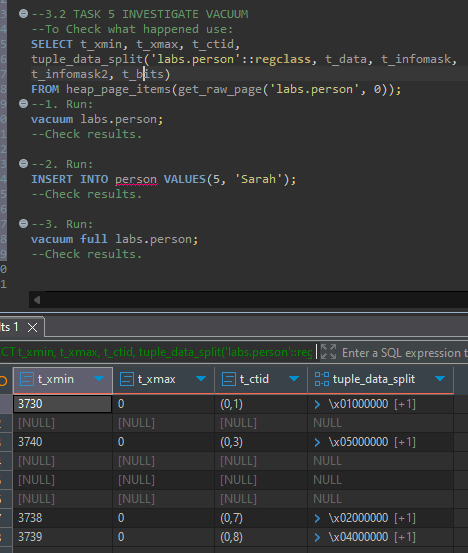 --3.2 TASK 5 INVESTIGATE VACUUM
--To Check what happened use:
SELECT t_xmin, t_xmax, t_ctid,
tuple_data_split('labs.person'::regclass, t_data, t_infomask,
t_infomask2, t_bits)
FROM heap_page_items(get_raw_page('labs.person', 0));
--1. Run:
vacuum labs.person;
--Check results.
--2. Run:
INSERT INTO person VALUES(5, 'Sarah');
--Check results.
--3. Run:
vacuum full labs.person;
--Check results.
lts 1
CT t_xmin, t_xmax, t_ctid, tuple_data_split('labs.person'::reg Enter a SQL expression t
t_xmin t_xmax t_ctid tuple_data_split
3730 0 (0,1) \x01000000 [+1]
[NULL] [NULL] [NULL] NULL
3740 0 (0,3) \x05000000 [+1]
[NULL] [NULL] [NULL] NULL
[NULL] [NULL] [NULL] NULL
[NULL] [NULL] [NULL] NULL
3738 0 (0,7) \x02000000 [+1]
3739 0 (0,8) \x04000000 [+1]